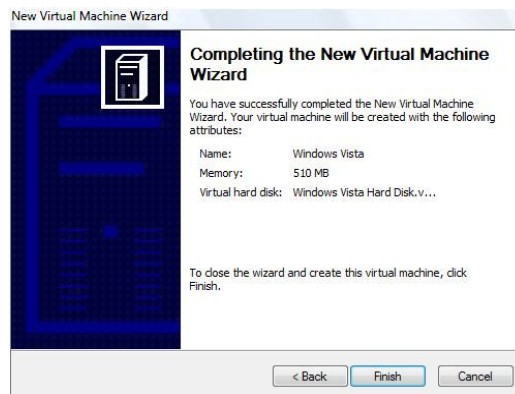 New Virtual Machine Wizard
Completing the New Virtual Machine
Wizard
You have successfully completed the New Virtual Machine
Wizard. Your virtual machine will be created with the following
attributes:
Name: Windows Vista
Memory: 510 MB
Virtual hard disk: Windows Vista Hard Disk.v...
To close the wizard and create this virtual machine, click
Finish.
< Back Finish Cancel